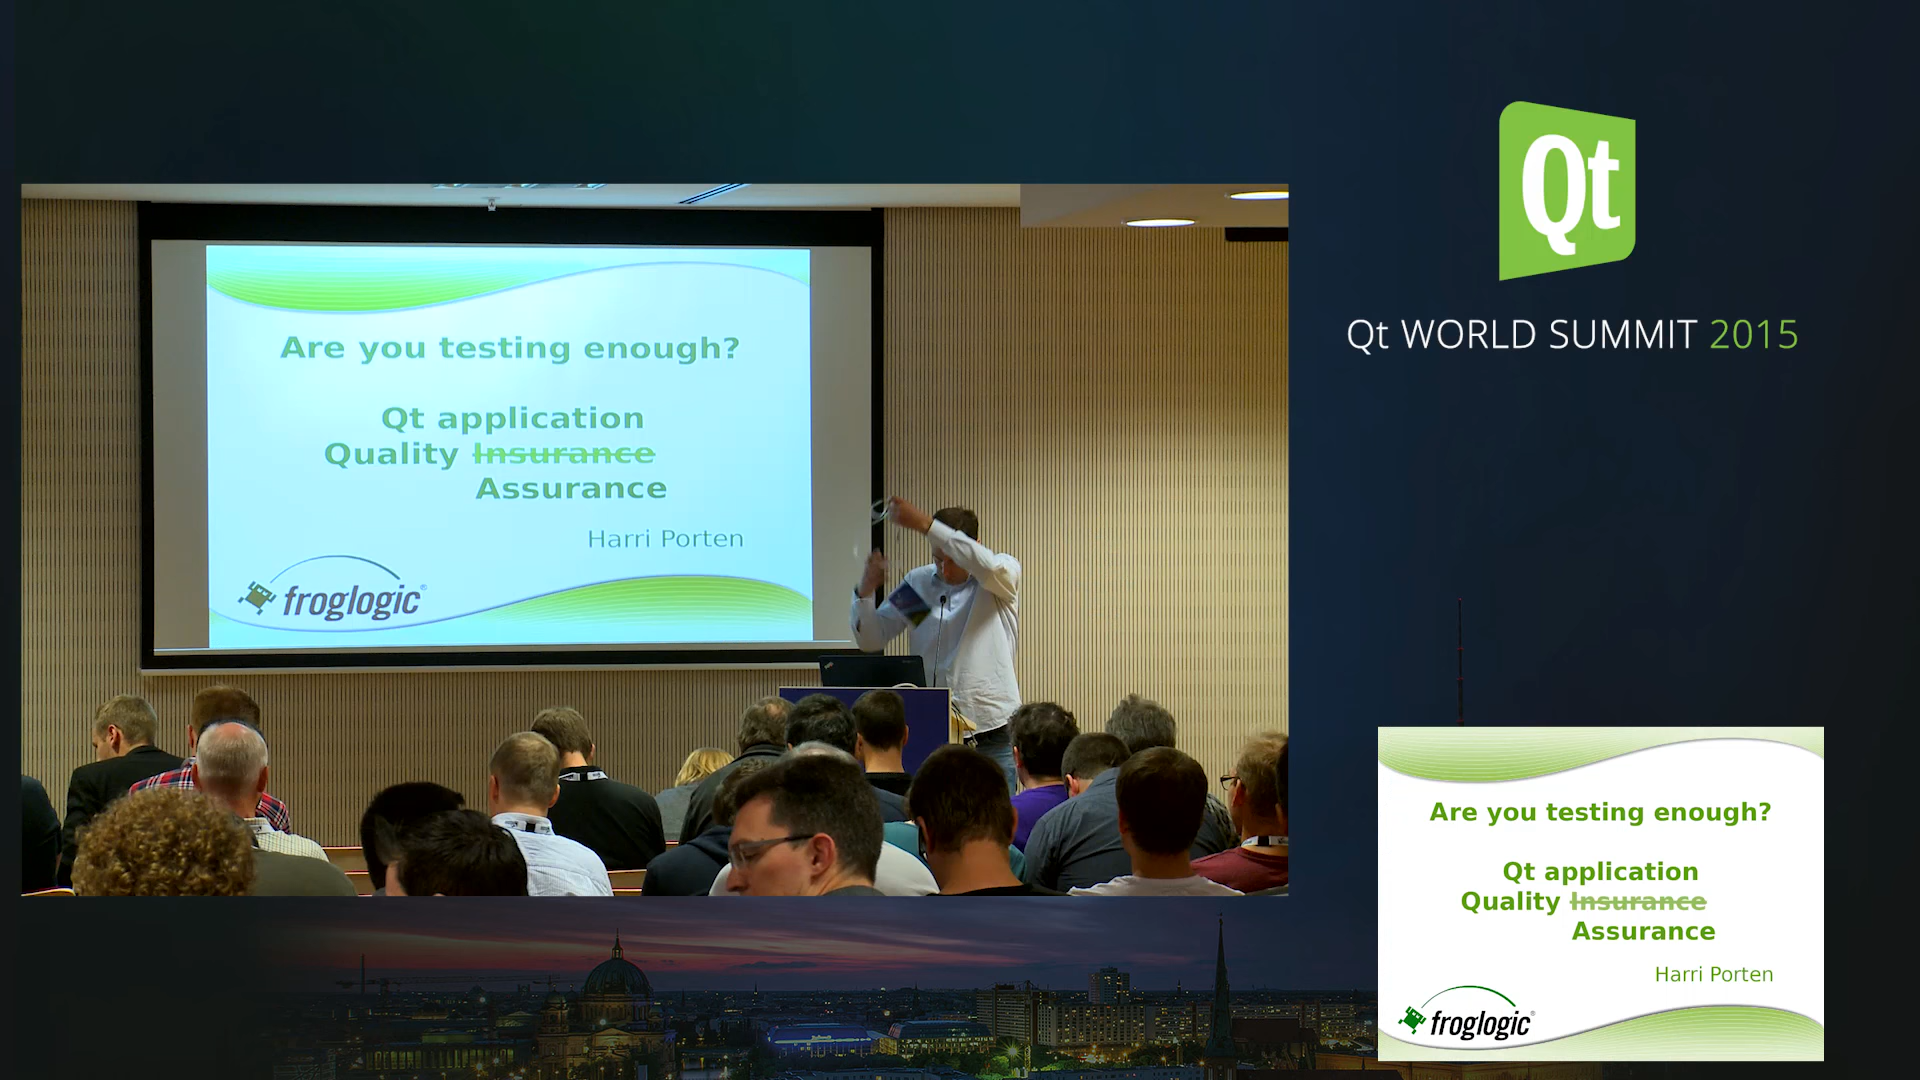 Are you testing enough?
Qt application
Quality Insurance
Assurance
Harri Porten
froglogic®
Qt
Qt WORLD SUMMIT 2015
Are you testing enough?
Qt application
Quality Insurance
Assurance
Harri Porten
froglogic®